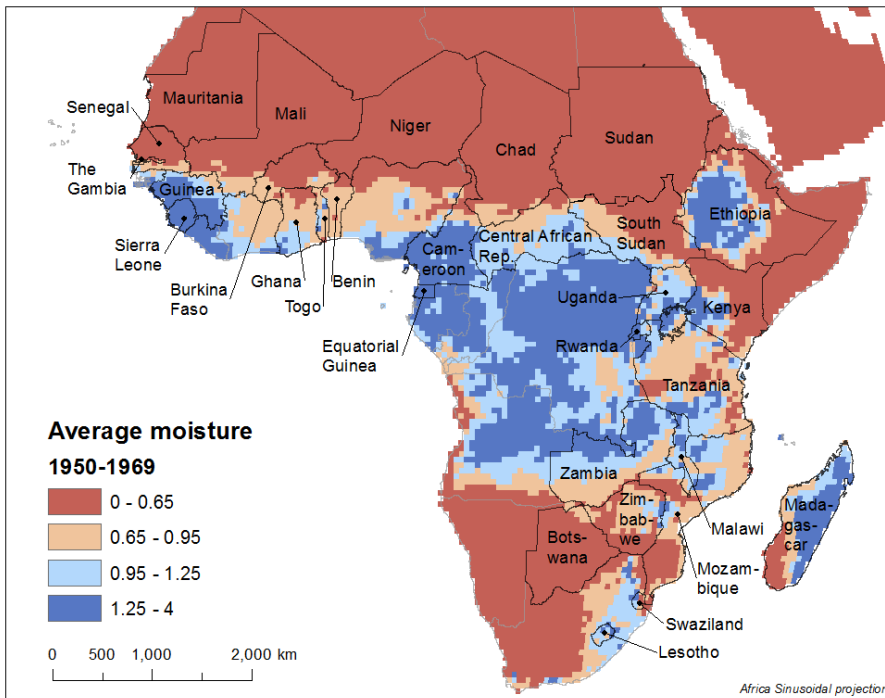 Senegal
Mauritania
Mali
Niger
Chad
Sudan
The
Gambia
Guinea
Sierra
Leone
Burkina
Faso
Ghana
Togo
Benin
Cam-
eroon
Central African
Rep.
South
Sudan
Ethiopia
Equatorial
Guinea
Uganda
Kenya
Rwanda
Tanzania
Zambia
Zim-
bab-
we
Bots-
wana
Malawi
Mozam-
bique
Mada-
gas-
car
Swaziland
Lesotho
Average moisture
1950-1969
0 - 0.65
0.65 - 0.95
0.95 - 1.25
1.25 - 4
0 500 1,000 2,000 km
Africa Sinusoidal projection